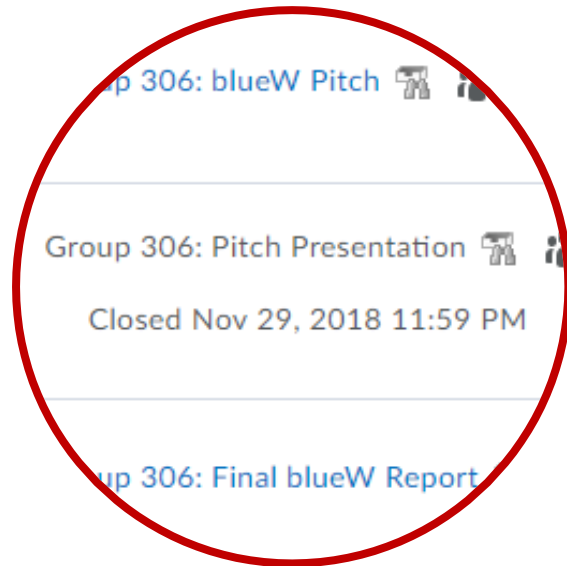 up 306: blueW Pitch
Group 306: Pitch Presentation
Closed Nov 29, 2018 11:59 PM
up 306: Final blueW Report